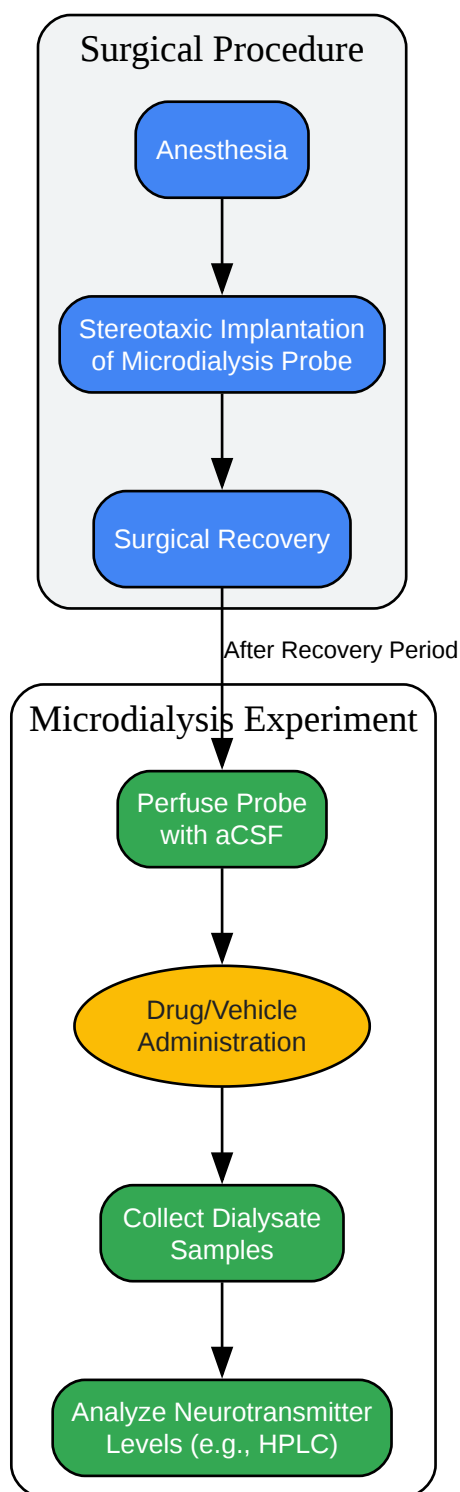 Surgical Procedure
Anesthesia
Stereotaxic Implantation
of Microdialysis Probe
Surgical Recovery
After Recovery Period
Microdialysis Experiment
Perfuse Probe
with aCSF
Drug/Vehicle
Administration
Collect Dialysate
Samples
Analyze Neurotransmitter
Levels (e.g., HPLC)